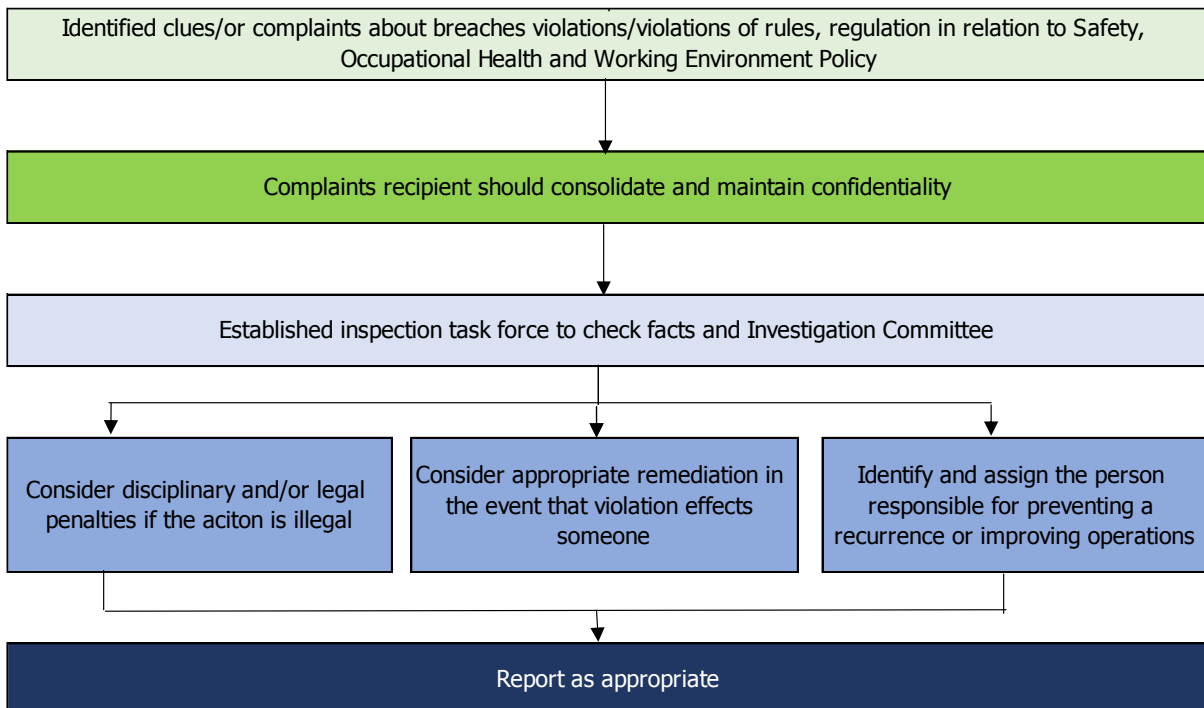 Identified clues/or complaints about breaches violations/violations of rules, regulation in relation to Safety,
Occupational Health and Working Environment Policy
Complaints recipient should consolidate and maintain confidentiality
Established inspection task force to check facts and Investigation Committee
Consider disciplinary and/or legal
penalties if the aciton is illegal
Consider appropriate remediation in
the event that violation effects
someone
Identify and assign the person
responsible for preventing a
recurrence or improving operations
Report as appropriate